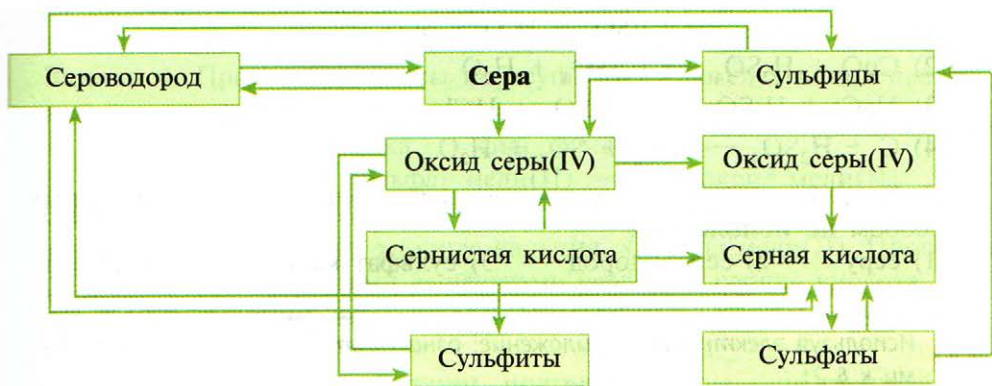 Сероводород
Сера
Сульфиды
Оксид серы(IV)
Оксид серы(IV)
Сернистая кислота
Серная кислота
Сульфиты
Сульфаты